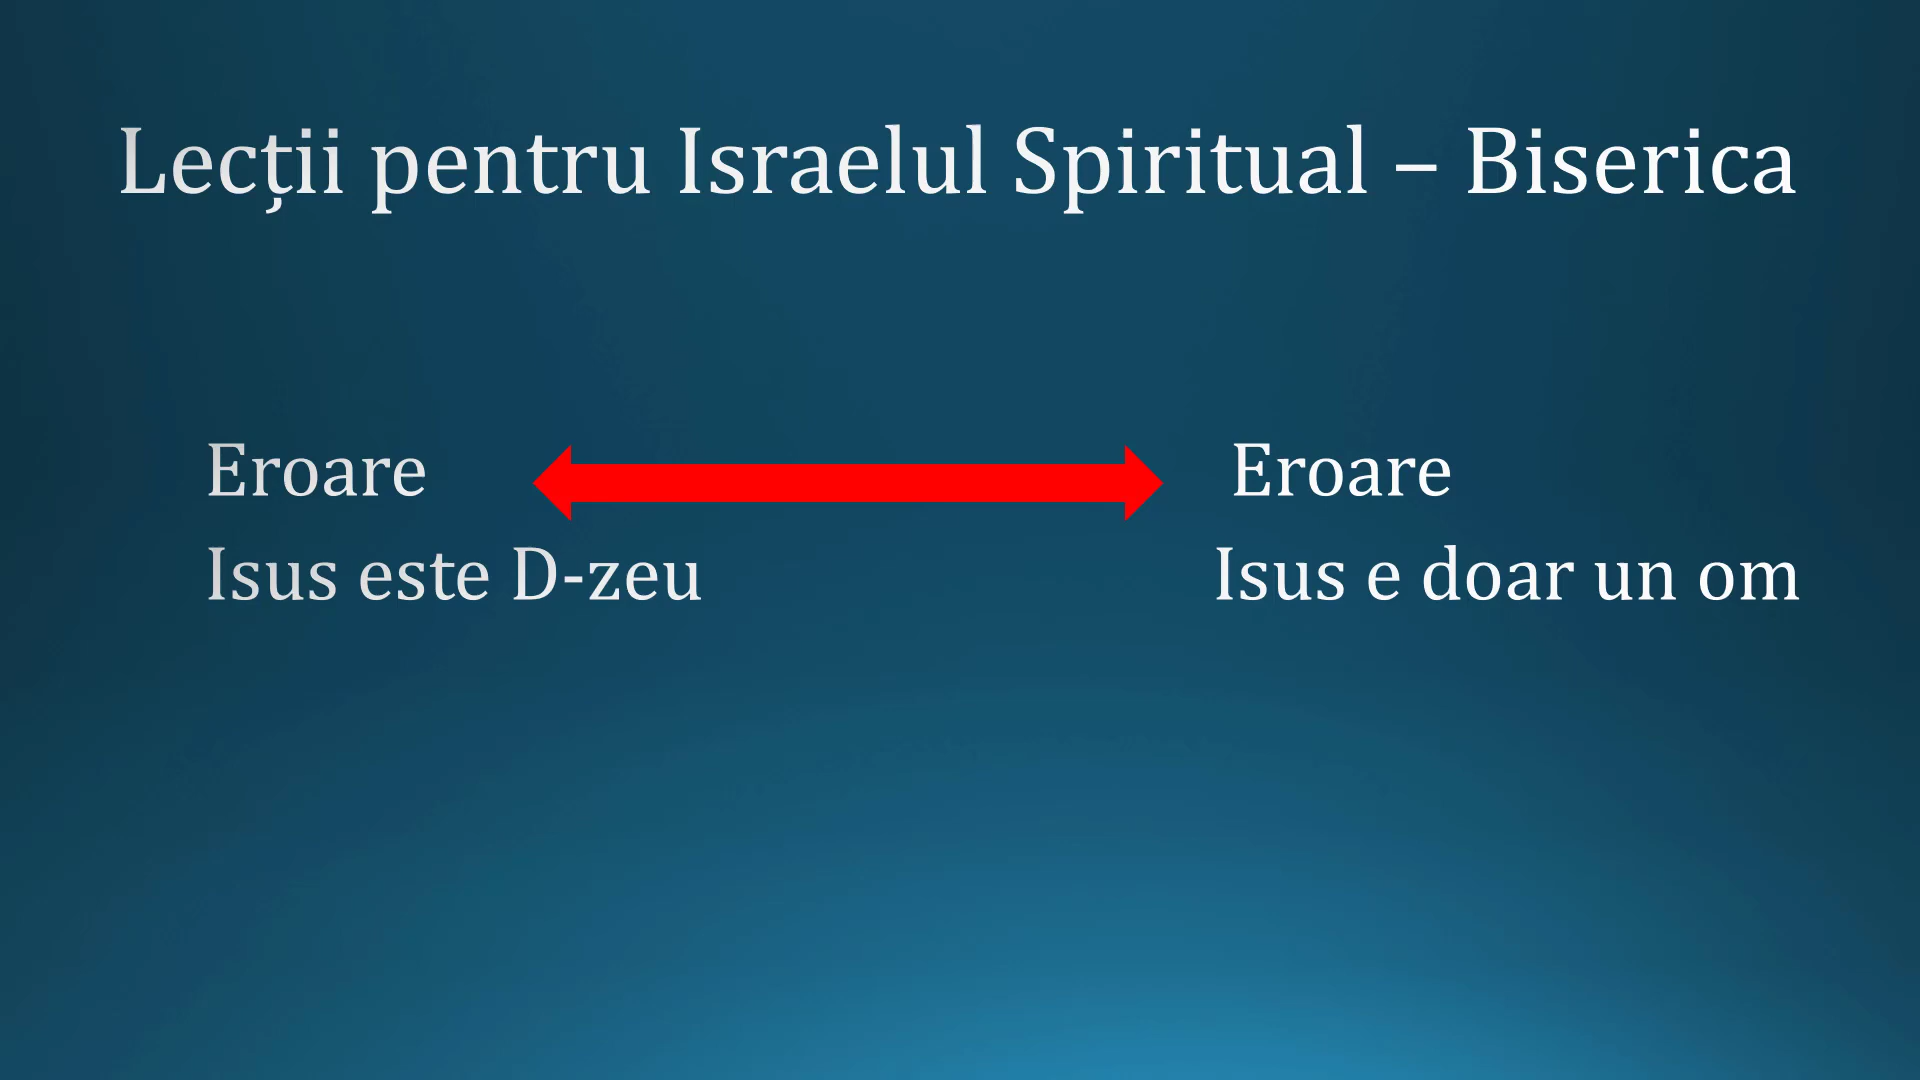 Lecții pentru Israelul Spiritual – Biserica
Eroare Eroare
Isus este D-zeu Isus e doar un om